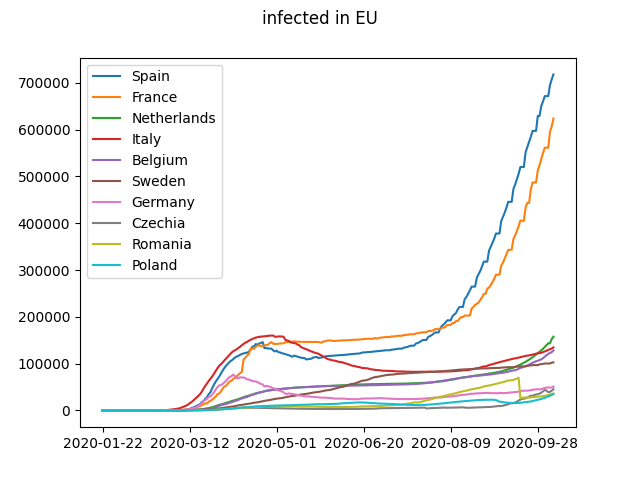 infected in EU
700000
600000
500000
400000
300000
200000
100000
0
Spain
France
Netherlands
Italy
Belgium
Sweden
Germany
Czechia
Romania
Poland
2020-01-22 2020-03-12 2020-05-01 2020-06-20 2020-08-09 2020-09-28